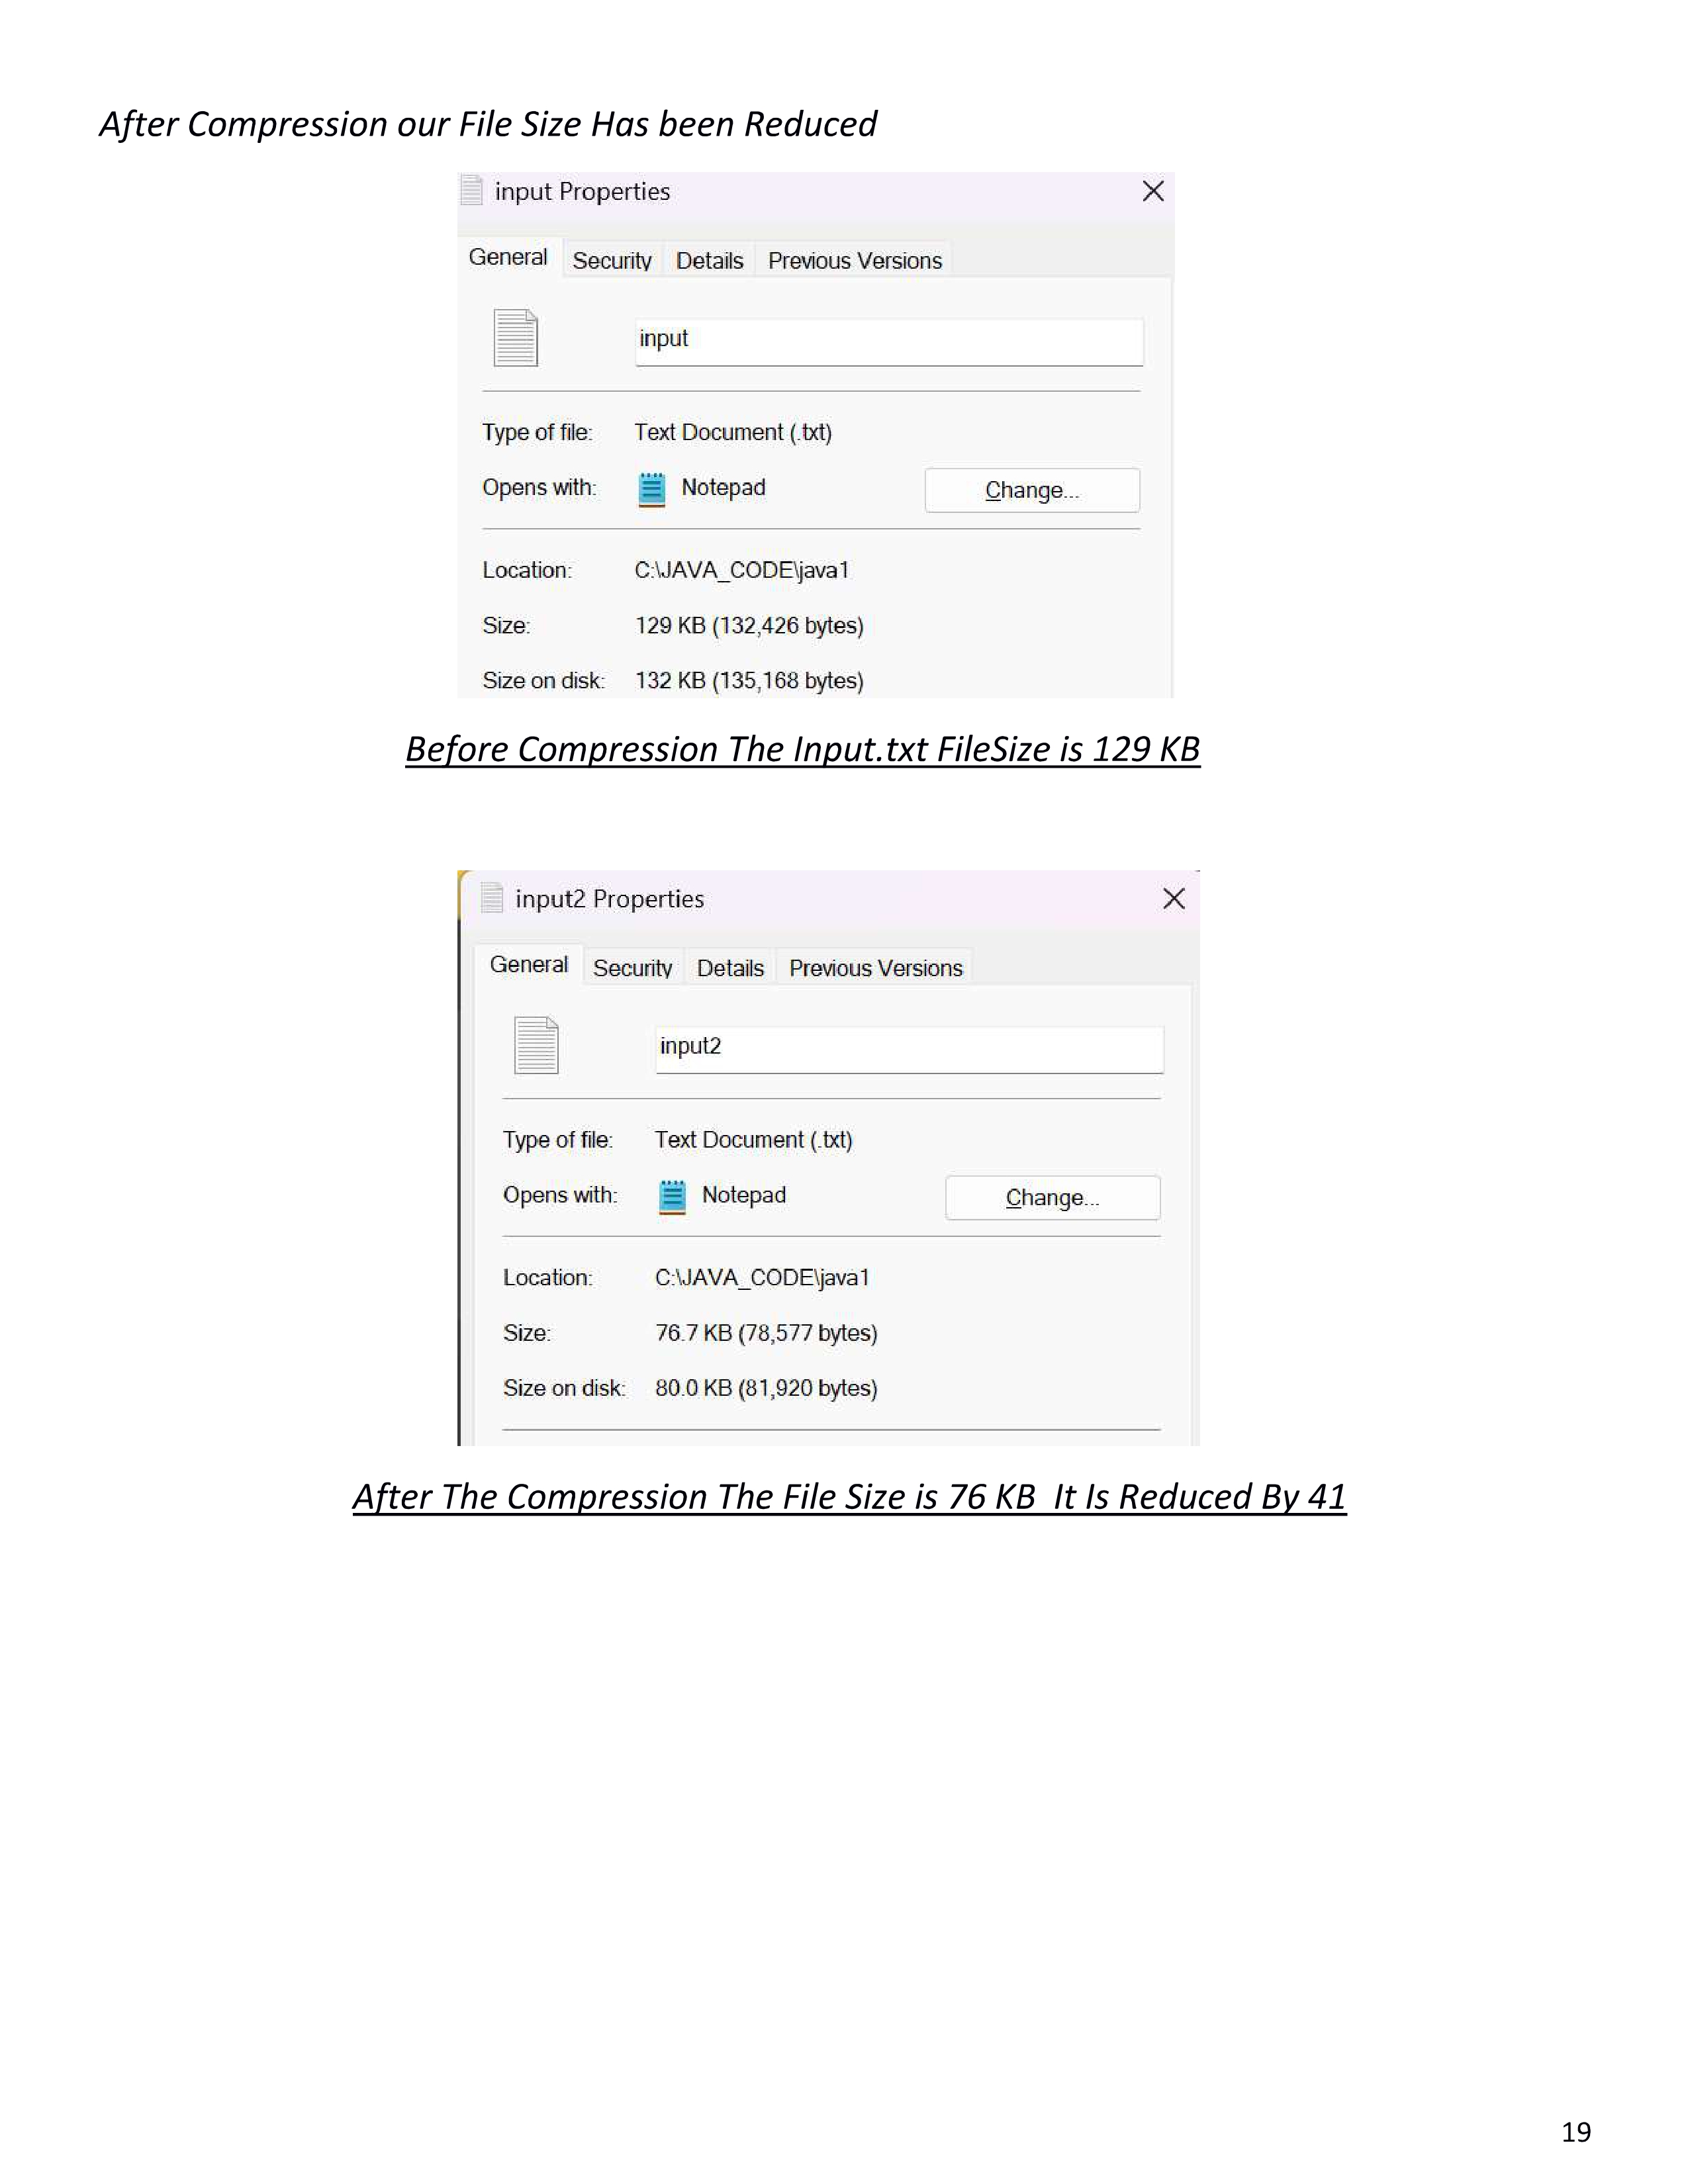 After Compression our File Size Has been Reduced
input Properties
General Security Details Previous Versions
input
Type of file: Text Document (.txt)
Opens with: Notepad Change...
Location: C:\JAVA_CODE\java1
Size: 129 KB (132,426 bytes)
Size on disk: 132 KB (135,168 bytes)
Before Compression The Input.txt FileSize is 129 KB
input2 Properties
General Security Details Previous Versions
input2
Type of file: Text Document (.txt)
Opens with: Notepad Change...
Location: C:\JAVA_CODE\java1
Size: 76.7 KB (78,577 bytes)
Size on disk: 80.0 KB (81,920 bytes)
After The Compression The File Size is 76 KB  It Is Reduced By 41
19